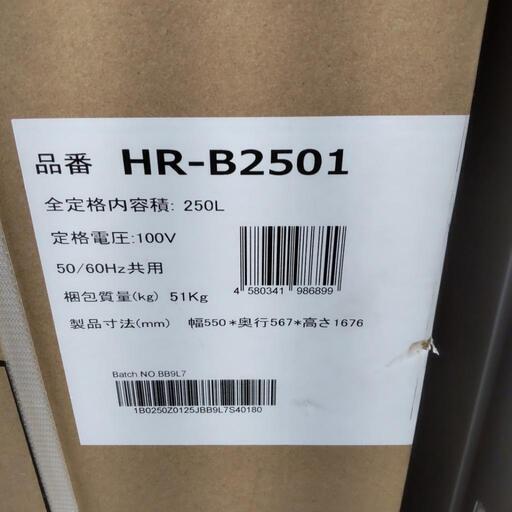 品番 HR-B2501
全定格内容積: 250L
定格電圧:100V
50/60Hz共用
梱包質量(kg) 51Kg
4 580341 986899
製品寸法(mm) 幅550*奥行567*高さ1676
Batch NO.BB9L7
1B0250Z0125JBB9L7S40180